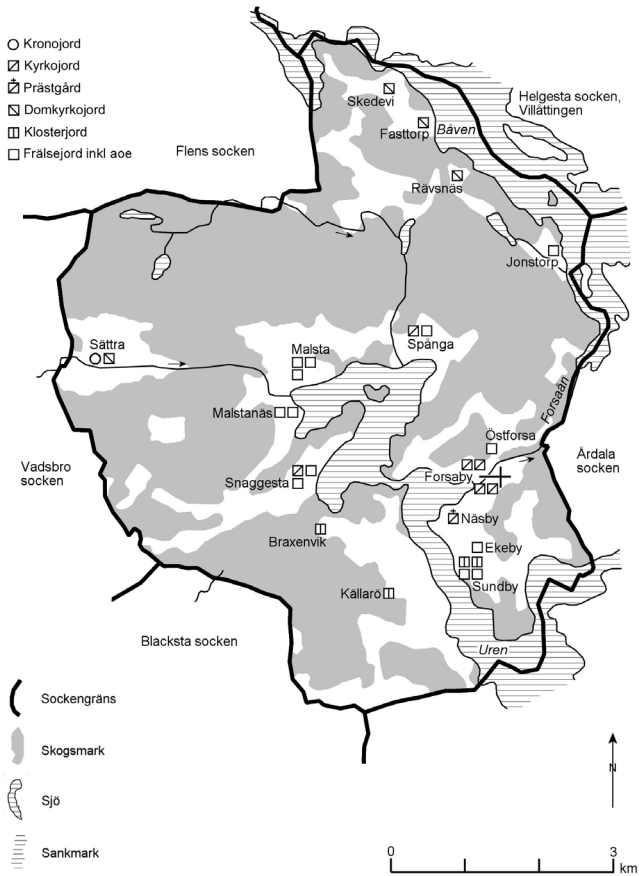 Kronojord
Kyrkojord
Prästgård
Domkyrkojord
Klosterjord
Frälsejord inkl aoe
Flens socken
Helgesta socken,
Villåttingen
Skedevi
Fasttorp
Båven
Rävsnäs
Jonstorp
Sättra
Malsta
Spånga
Malstanäs
Forsaån
Östforsa
Årdala
socken
Vadsbro
socken
Snaggesta
Forsaby
Näsby
Braxenvik
Ekeby
Källarö
Sundby
Blacksta socken
Uren
Sockengräns
Skogsmark
Sjö
Sankmark
N
0
3
km